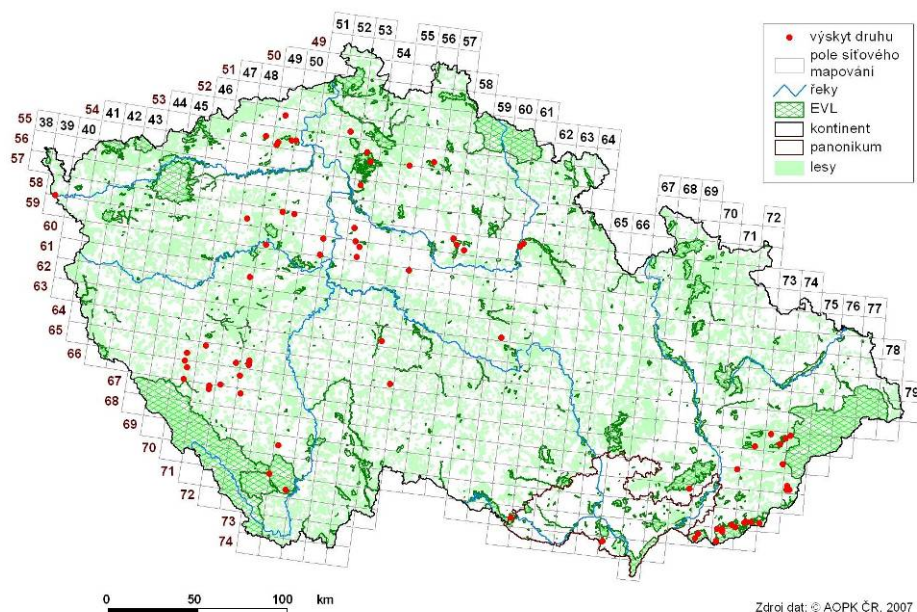 51 52 53
54
55 56 57
58
59 60 61
62 63 64
65 66
67 68 69
70
71 72
73 74
75 76 77
78
79
49
50 49 50
51 47 48
52 46
53 44 45
54 41 42 43
55 38 39 40
56
57
58
59
60
61
62
63
64
65
66
67
68
69
70
71
72
73
74
výskyt druhu
pole síťového
mapování
řeky
EVL
kontinent
panonikum
lesy
0 50 100 km
Zdroj dat: © AOPK ČR, 2007